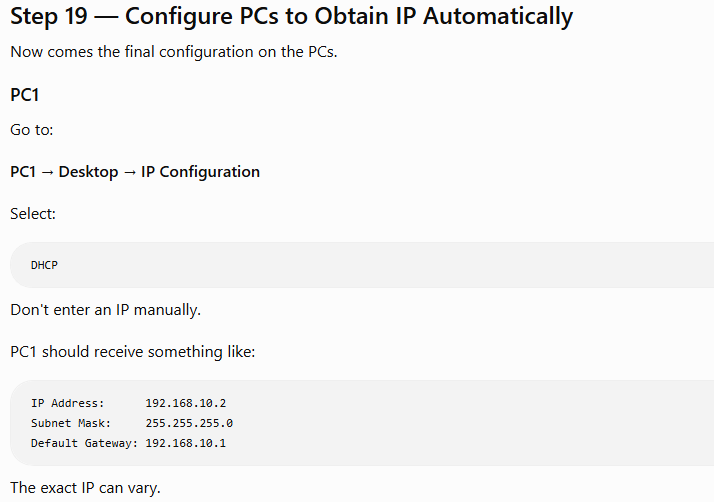 Step 19 — Configure PCs to Obtain IP Automatically
Now comes the final configuration on the PCs.
PC1
Go to:
PC1 → Desktop → IP Configuration
Select:
DHCP
Don't enter an IP manually.
PC1 should receive something like:
IP Address:      192.168.10.2
Subnet Mask:     255.255.255.0
Default Gateway: 192.168.10.1
The exact IP can vary.